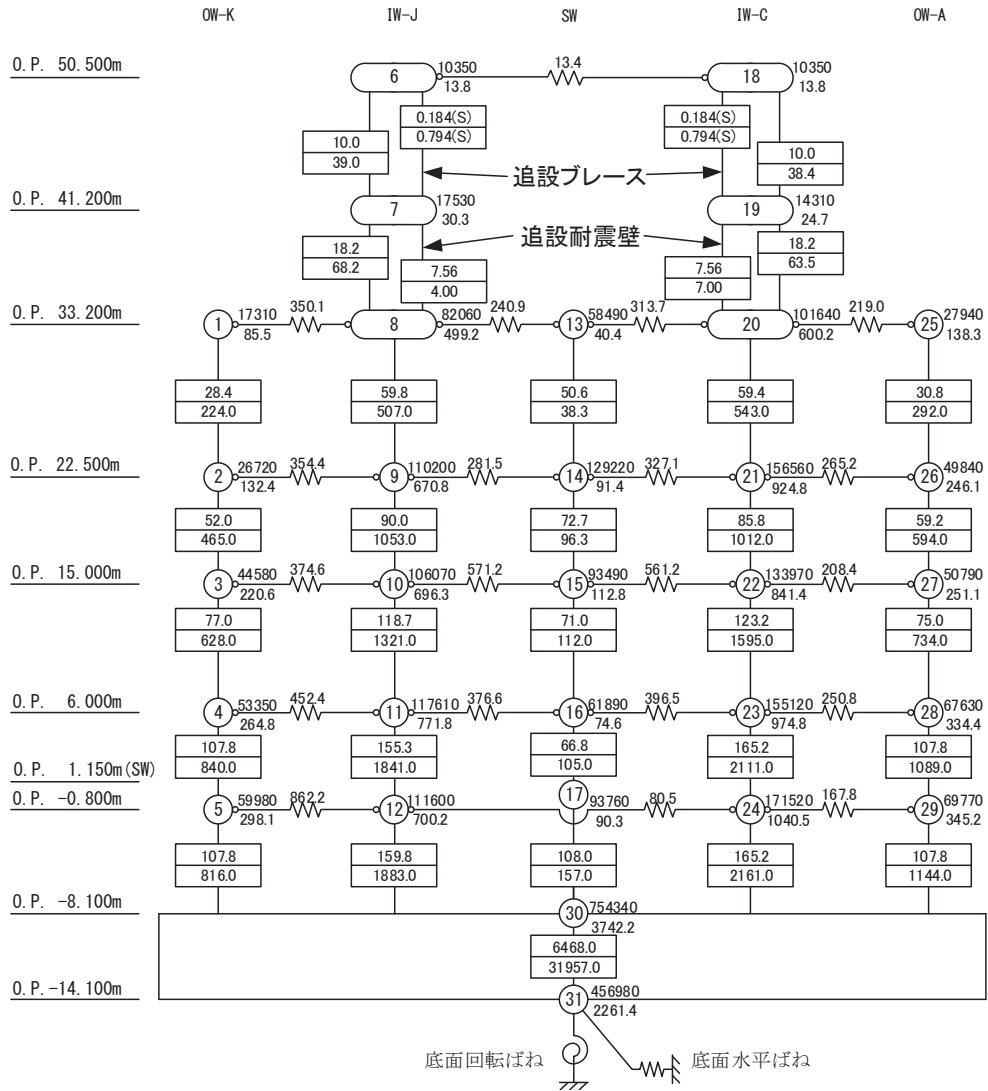 OW-K IW-J SW IW-C OW-A
O.P. 50.500m 6 10350 13.4 18 10350
13.8 13.8
0.184(S) 0.184(S)
0.794(S) 0.794(S)
10.0 10.0
39.0 38.4
追設ブレース
O.P. 41.200m 7 17530 19 14310
30.3 24.7
追設耐震壁
18.2 18.2
68.2 63.5
7.56 7.56
4.00 7.00
O.P. 33.200m 1 17310 350.1 8 82060 240.9 13 58490 313.7 20 101640 219.0 25 27940
85.5 499.2 40.4 600.2 138.3
28.4 59.8 50.6 59.4 30.8
224.0 507.0 38.3 543.0 292.0
O.P. 22.500m 2 26720 354.4 9 110200 281.5 14 129220 327.1 21 156560 265.2 26 49840
132.4 670.8 91.4 924.8 246.1
52.0 90.0 72.7 85.8 59.2
465.0 1053.0 96.3 1012.0 594.0
O.P. 15.000m 3 44580 374.6 10 106070 571.2 15 93490 561.2 22 133970 208.4 27 50790
220.6 696.3 112.8 841.4 251.1
77.0 118.7 71.0 123.2 75.0
628.0 1321.0 112.0 1595.0 734.0
O.P. 6.000m 4 53350 452.4 11 117610 376.6 16 61890 396.5 23 155120 250.8 28 67630
264.8 771.8 74.6 974.8 334.4
107.8 155.3 66.8 165.2 107.8
840.0 1841.0 105.0 2111.0 1089.0
O.P. 1.150m(SW)
O.P. -0.800m 5 59980 862.2 12 111600 17 93760 80.5 24 171520 167.8 29 69770
298.1 700.2 90.3 1040.5 345.2
107.8 159.8 108.0 165.2 107.8
816.0 1883.0 157.0 2161.0 1144.0
O.P. -8.100m 30 754340
3742.2
6468.0
31957.0
O.P.-14.100m 31 456980
2261.4
底面回転ばね 底面水平ばね